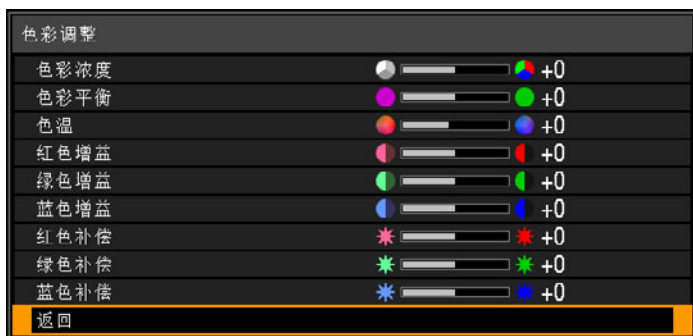 色彩调整
色彩浓度 +0
色彩平衡 +0
色温 +0
红色增益 +0
绿色增益 +0
蓝色增益 +0
红色补偿 +0
绿色补偿 +0
蓝色补偿 +0
返回